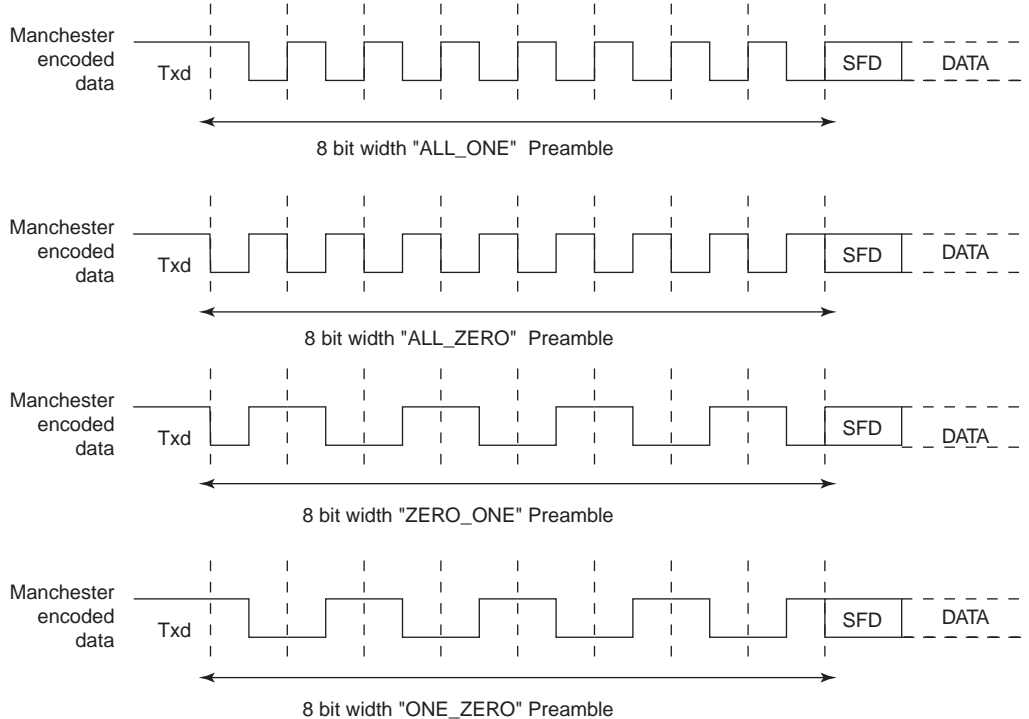 Manchester
encoded
data
Txd
SFD
DATA
8 bit width "ALL_ONE" Preamble
Manchester
encoded
data
Txd
SFD
DATA
8 bit width "ALL_ZERO" Preamble
Manchester
encoded
data
Txd
SFD
DATA
8 bit width "ZERO_ONE" Preamble
Manchester
encoded
data
Txd
SFD
DATA
8 bit width "ONE_ZERO" Preamble